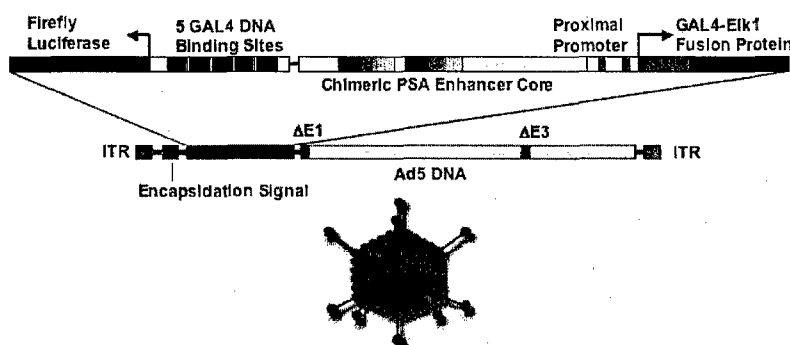 Firefly
Luciferase
5 GAL4 DNA
Binding Sites
Proximal
Promoter
GAL4-Elk1
Fusion Protein
Chimeric PSA Enhancer Core
ΔE1
ΔE3
ITR
ITR
Ad5 DNA
Encapsidation Signal